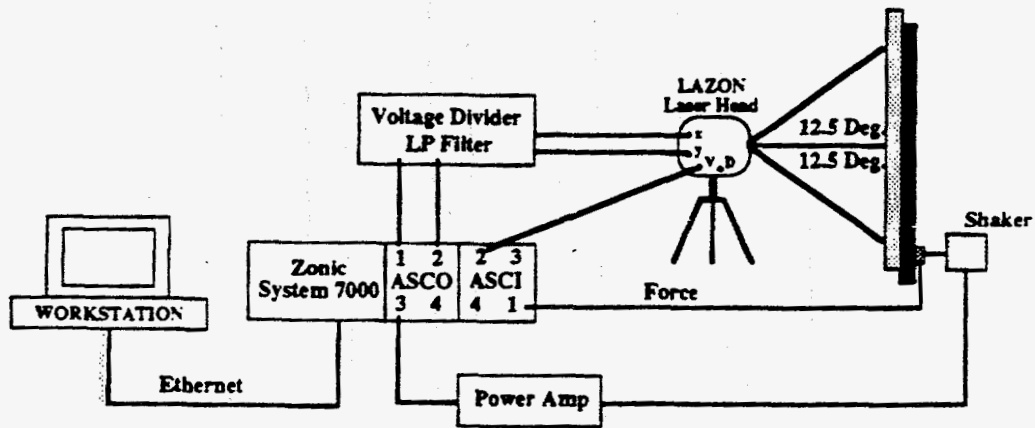 LAZON
Laser Head
Voltage Divider
LP Filter
x
y
V
D
12.5 Deg.
12.5 Deg.
Shaker
Zonic
System 7000
1 2
ASCO
3 4
2 3
ASCI
4 1
Force
WORKSTATION
Ethernet
Power Amp